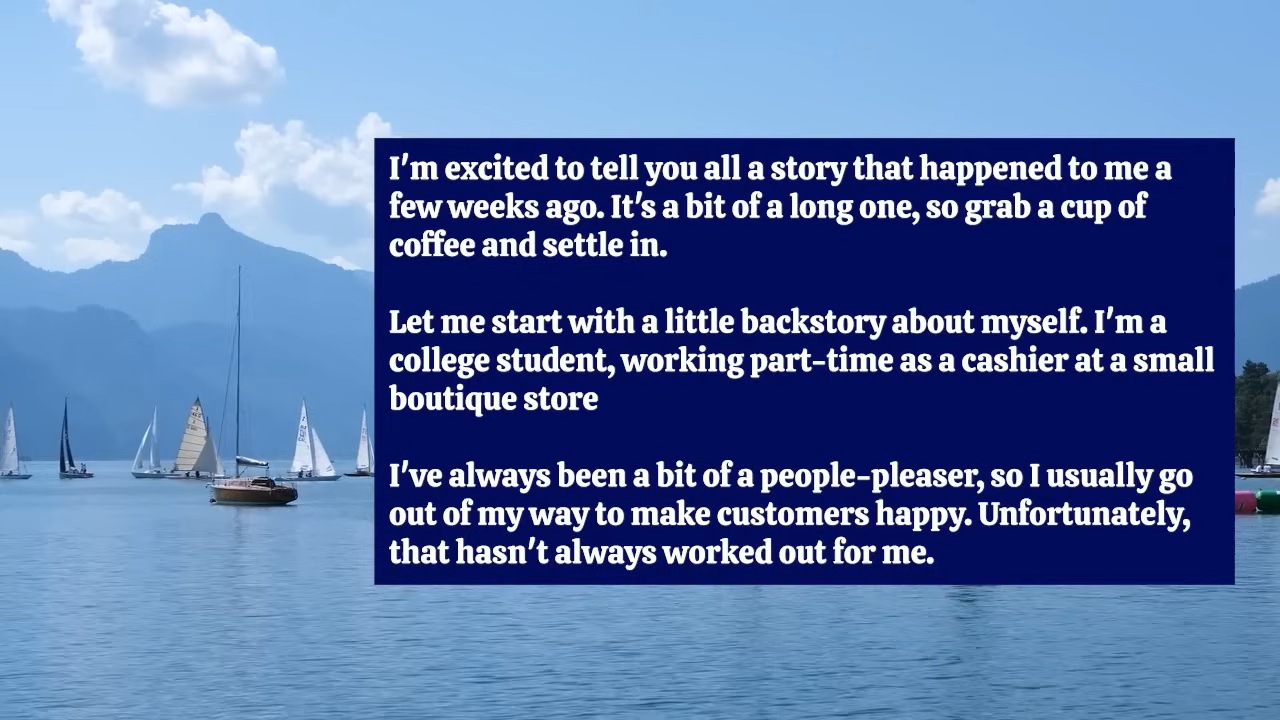 I'm excited to tell you all a story that happened to me a
few weeks ago. It's a bit of a long one, so grab a cup of
coffee and settle in.
Let me start with a little backstory about myself. I'm a
college student, working part-time as a cashier at a small
boutique store
I've always been a bit of a people-pleaser, so I usually go
out of my way to make customers happy. Unfortunately,
that hasn't always worked out for me.